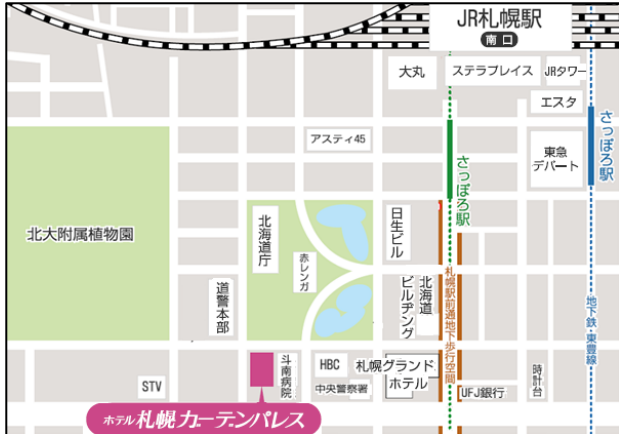 JR札幌駅
南口
大丸
ステラプレイス
JRタワー
エスタ
さっぽろ駅
アスティ45
東急
デパート
さっぽろ駅
北大附属植物園
北海道庁
赤レンガ
日生ビル
北海道
ビルヂング
道警本部
札幌駅前通地下歩行空間
地下鉄・東豊線
斗南病院
HBC
中央警察署
札幌グランド
ホテル
STV
UFJ銀行
時計台
ホテル 札幌ガーデンパレス